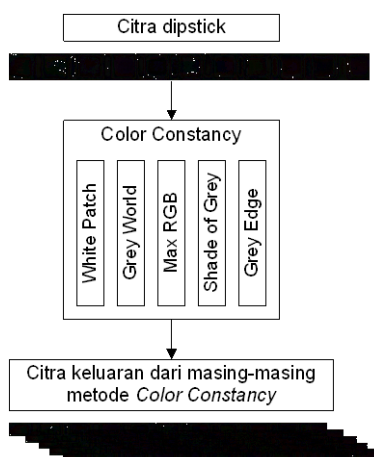 Citra dipstick
Color Constancy
White Patch
Grey World
Max RGB
Shade of Grey
Grey Edge
Citra keluaran dari masing-masing
metode Color Constancy